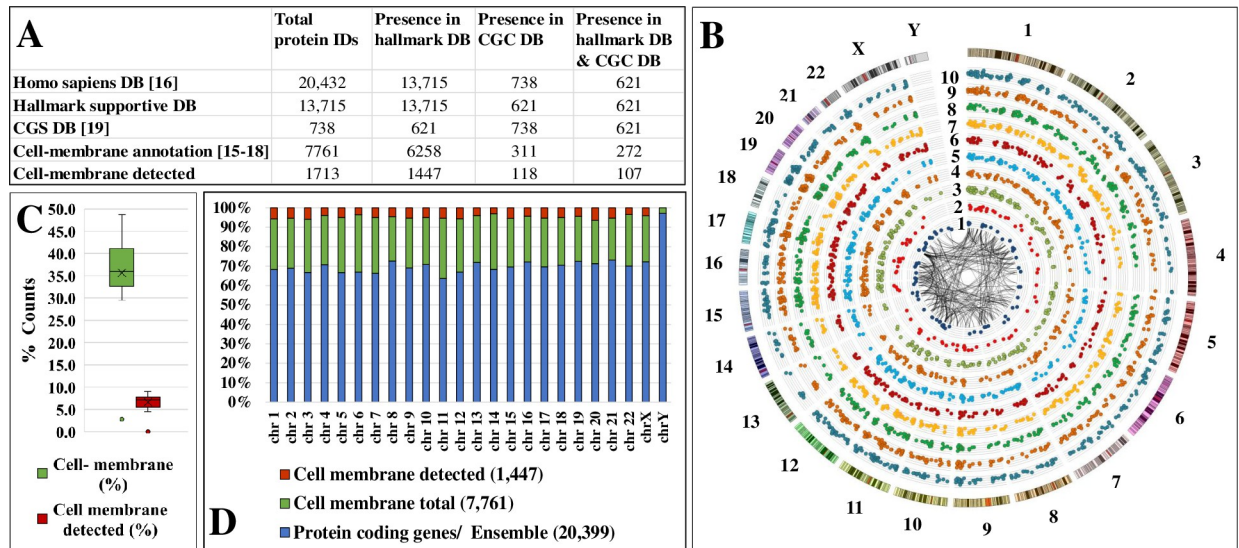 A
Total protein IDs
Presence in hallmark DB
Presence in CGC DB
Presence in hallmark DB & CGC DB
Homo sapiens DB [16] 20,432 13,715 738 621
Hallmark supportive DB 13,715 13,715 621 621
CGS DB [19] 738 621 738 621
Cell-membrane annotation [15-18] 7761 6258 311 272
Cell-membrane detected 1713 1447 118 107
B
1
2
3
4
5
6
7
8
9
10
11
12
13
14
15
16
17
18
19
20
21
22
X
Y
10
9
8
7
6
5
4
3
2
1
C
% Counts
50.0
45.0
40.0
35.0
30.0
25.0
20.0
15.0
10.0
5.0
0.0
Cell- membrane
(%)
Cell membrane
detected (%)
D
100%
90%
80%
70%
60%
50%
40%
30%
20%
10%
0%
chr 1
chr 2
chr 3
chr 4
chr 5
chr 6
chr 7
chr 8
chr 9
chr 10
chr 11
chr 12
chr 13
chr 14
chr 15
chr 16
chr 17
chr 18
chr 19
chr 20
chr 21
chr 22
chrX
chrY
Cell membrane detected (1,447)
Cell membrane total (7,761)
Protein coding genes/ Ensemble (20,399)